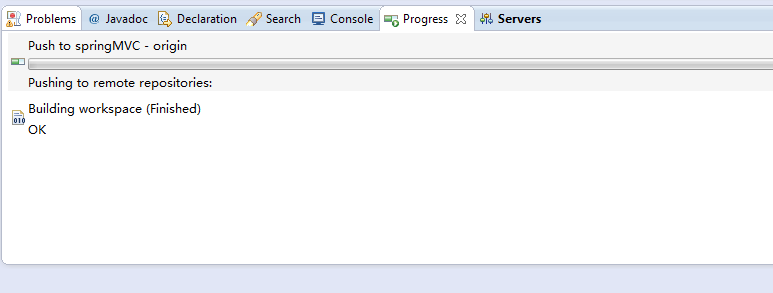 Problems @ Javadoc Declaration Search Console Progress Servers
Push to springMVC - origin
Pushing to remote repositories:
Building workspace (Finished)
010
OK